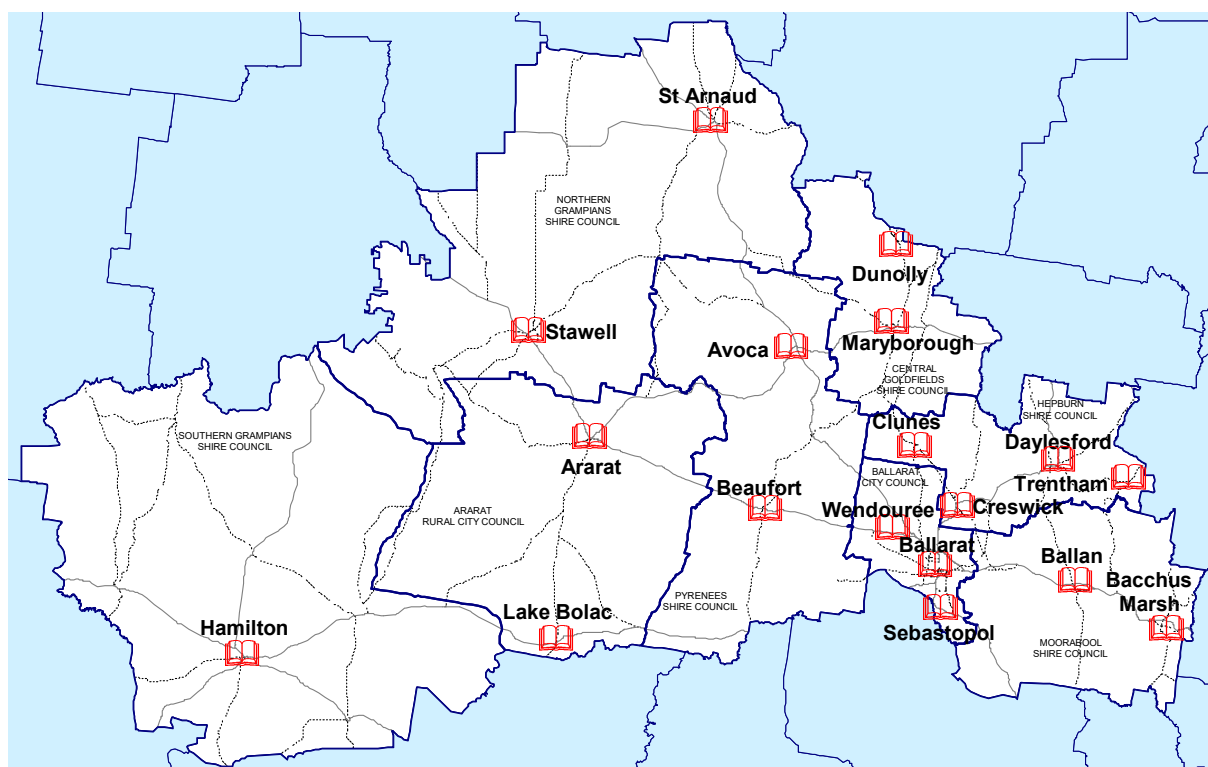 St Arnaud
NORTHERN
GRAMPIANS
SHIRE COUNCIL
Dunolly
Stawell
Avoca
Maryborough
CENTRAL
GOLDFIELDS
SHIRE COUNCIL
HEPBURN
SHIRE COUNCIL
Clunes
SOUTHERN GRAMPIANS
SHIRE COUNCIL
Daylesford
Ararat
BALLARAT
CITY COUNCIL
Trentham
Beaufort
Wendouree
Creswick
ARARAT
RURAL CITY COUNCIL
Ballarat
Ballan
Bacchus
Marsh
PYRENEES
SHIRE COUNCIL
Lake Bolac
Hamilton
Sebastopol
MOORABOOL
SHIRE COUNCIL